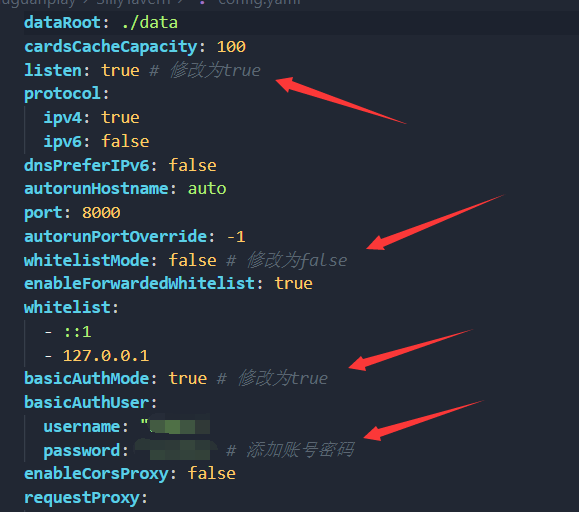 config.yaml
dataRoot: ./data
cardsCacheCapacity: 100
listen: true # 修改为true
protocol:
ipv4: true
ipv6: false
dnsPreferIPv6: false
autorunHostname: auto
port: 8000
autorunPortOverride: -1
whitelistMode: false # 修改为false
enableForwardedWhitelist: true
whitelist:
- ::1
- 127.0.0.1
basicAuthMode: true # 修改为true
basicAuthUser:
username: "
password: # 添加账号密码
enableCorsProxy: false
requestProxy: